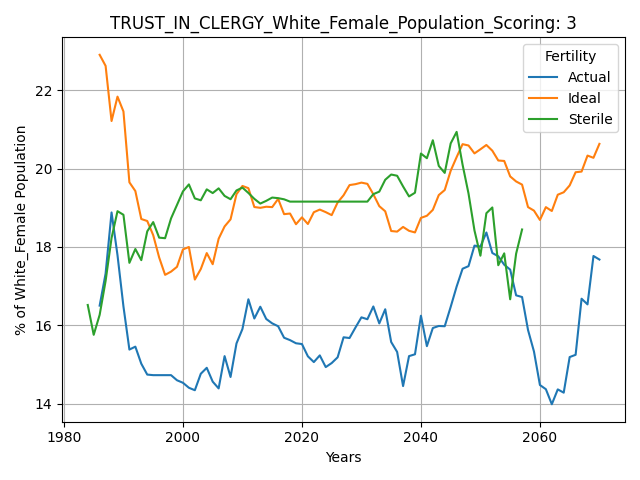 TRUST_IN_CLERGY_White_Female_Population_Scoring: 3
% of White_Female Population
22
20
18
16
14
1980
2000
2020
2040
2060
Years
Fertility
Actual
Ideal
Sterile